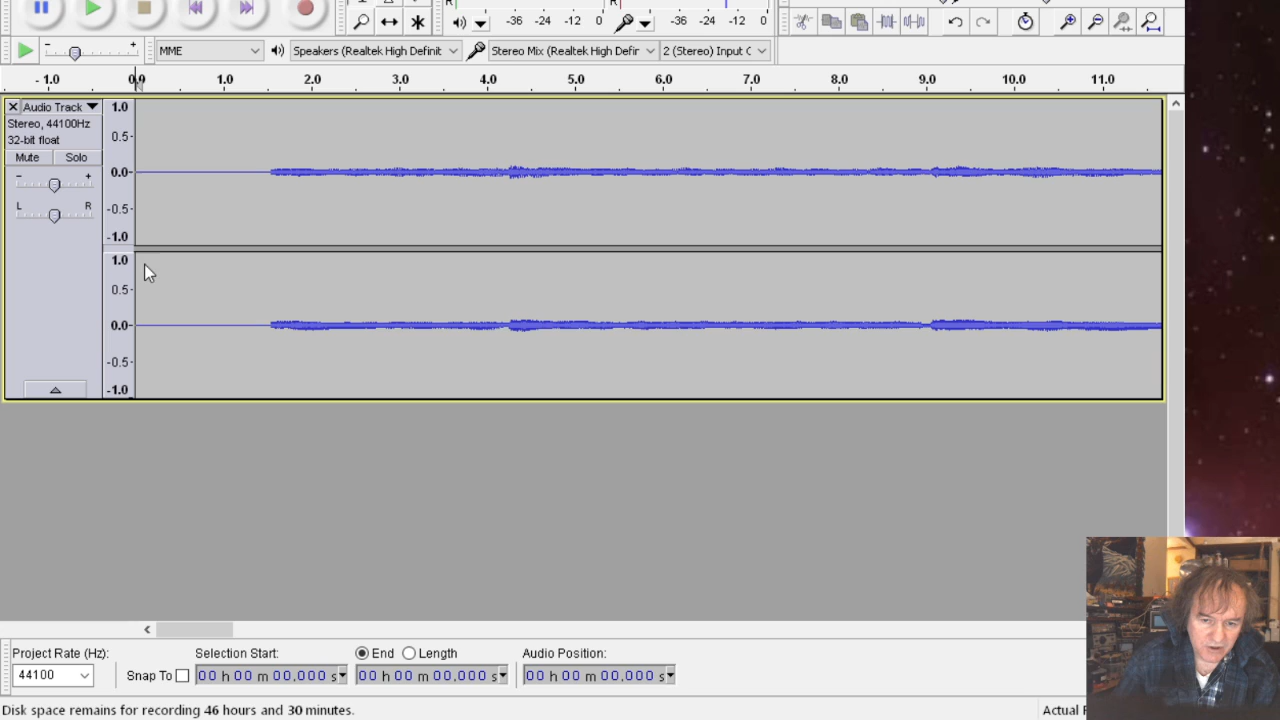 R R
-36 -24 -12 0 -36 -24 -12 0
- + MME Speakers (Realtek High Definit Stereo Mix (Realtek High Defir 2 (Stereo) Input C
-1.0 0.0 1.0 2.0 3.0 4.0 5.0 6.0 7.0 8.0 9.0 10.0 11.0
Audio Track 1.0
Stereo, 44100Hz 0.5-
32-bit float
Mute Solo 0.0-
- +
L R -0.5-
-1.0
1.0
0.5-
0.0-
-0.5-
-1.0
Project Rate (Hz): Selection Start: End Length Audio Position:
44100 Snap To 00 h 00 m 00,000 s 00 h 00 m 00,000 s 00 h 00 m 00,000 s
Disk space remains for recording 46 hours and 30 minutes. Actual